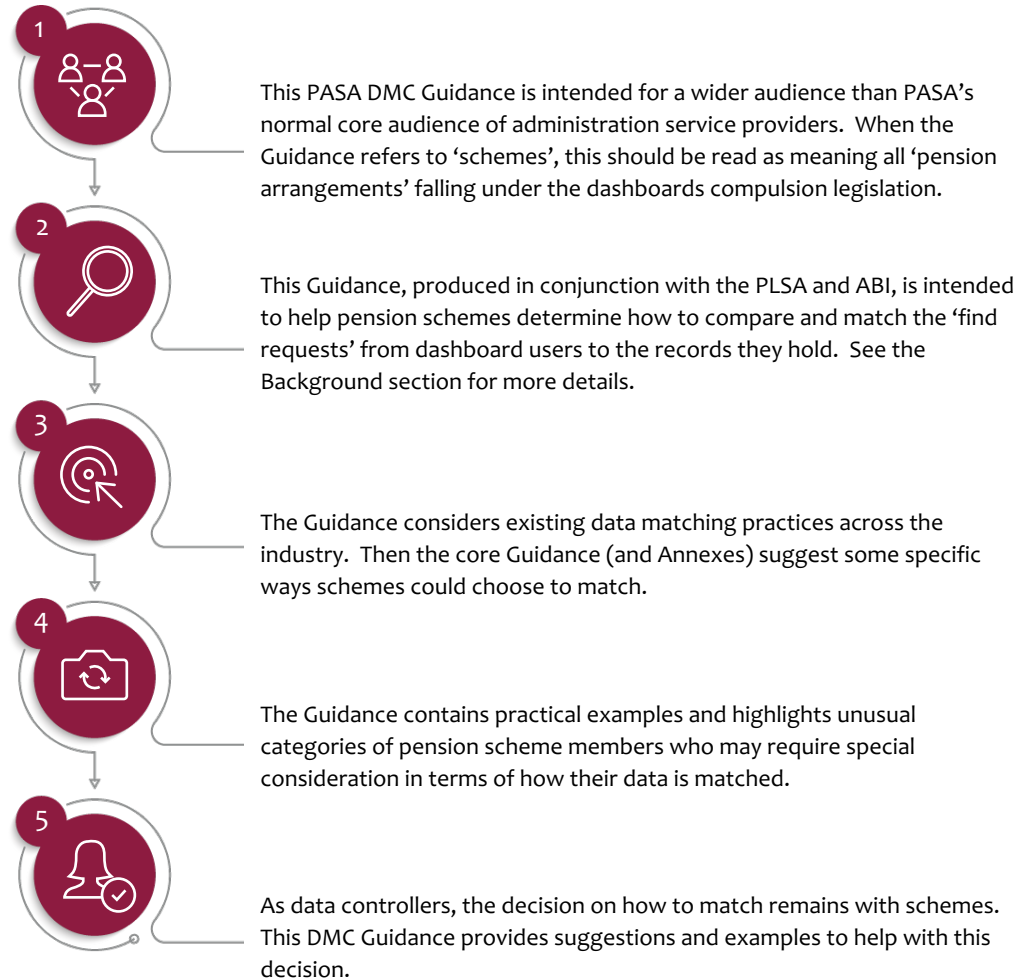 1
This PASA DMC Guidance is intended for a wider audience than PASA’s
normal core audience of administration service providers.  When the
Guidance refers to ‘schemes’, this should be read as meaning all ‘pension
arrangements’ falling under the dashboards compulsion legislation.
2
This Guidance, produced in conjunction with the PLSA and ABI, is intended
to help pension schemes determine how to compare and match the ‘find
requests’ from dashboard users to the records they hold.  See the
Background section for more details.
3
The Guidance considers existing data matching practices across the
industry.  Then the core Guidance (and Annexes) suggest some specific
ways schemes could choose to match.
4
The Guidance contains practical examples and highlights unusual
categories of pension scheme members who may require special
consideration in terms of how their data is matched.
5
As data controllers, the decision on how to match remains with schemes.
This DMC Guidance provides suggestions and examples to help with this
decision.